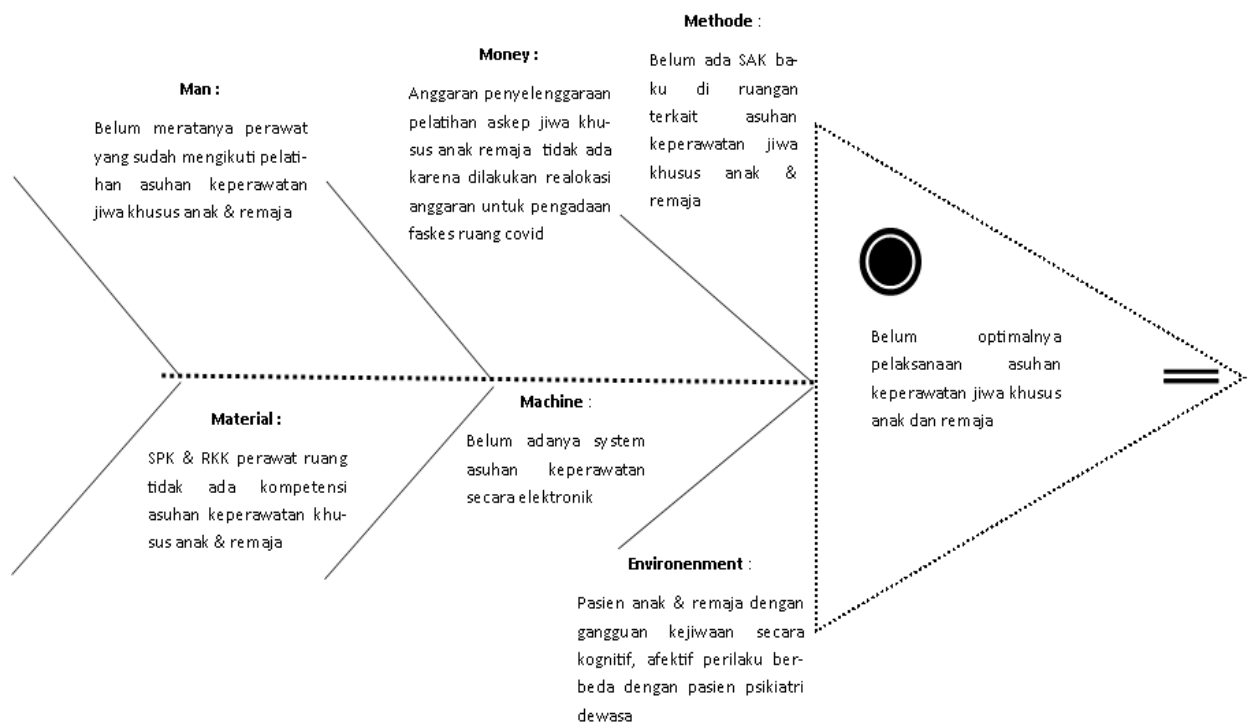 Methode :
Belum ada SAK ba-
ku di ruangan
terkait asuhan
keperawatan jiwa
khusus anak &
remaja
Money :
Anggaran penyelenggaraan
pelatihan askep jiwa khu-
sus anak remaja tidak ada
karena dilakukan realokasi
anggaran untuk pengadaan
faskes ruang covid
Man :
Belum meratanya perawat
yang sudah mengikuti pelati-
han asuhan keperawatan
jiwa khusus anak & remaja
Belum optimalnya
pelaksanaan asuhan
keperawatan jiwa khusus
anak dan remaja
Material :
SPK & RKK perawat ruang
tidak ada kompetensi
asuhan keperawatan khu-
sus anak & remaja
Machine :
Belum adanya system
asuhan keperawatan
secara elektronik
Environenment :
Pasien anak & remaja dengan
gangguan kejiwaan secara
kognitif, afektif perilaku ber-
beda dengan pasien psikiatri
dewasa